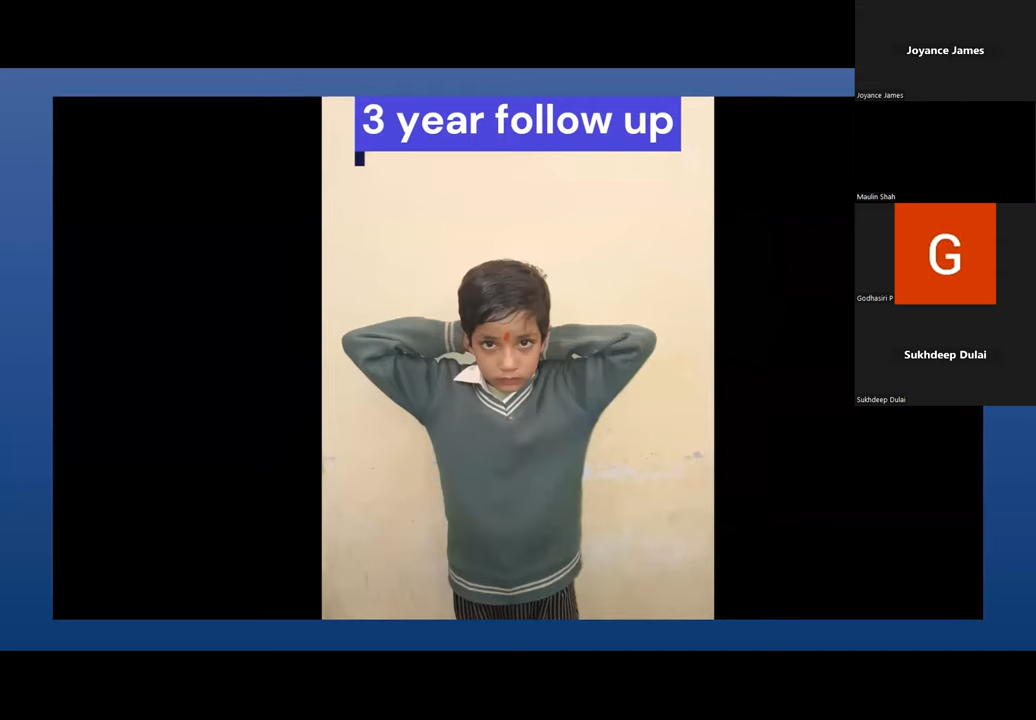 3 year follow up
Joyance James
Joyance James
Maulin Shah
G
Godhasiri P
Sukhdeep Dulai
Sukhdeep Dulai